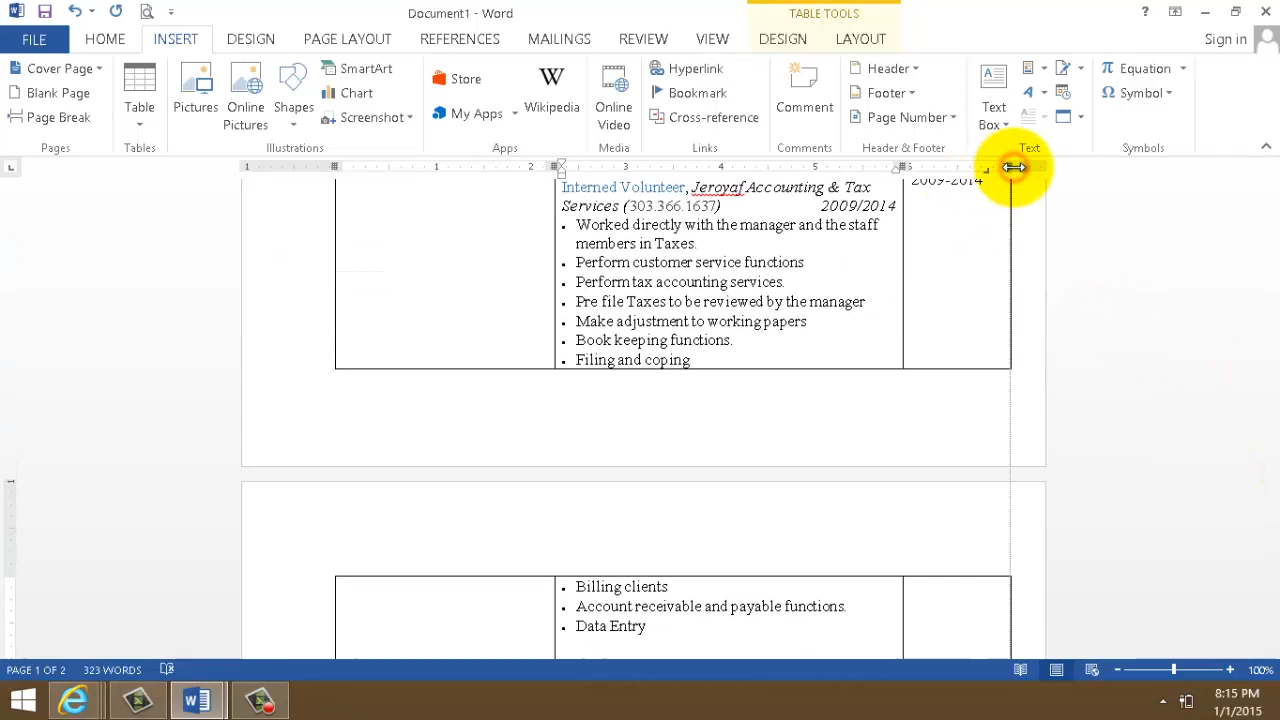 Document1 - Word
TABLE TOOLS
FILE HOME INSERT DESIGN PAGE LAYOUT REFERENCES MAILINGS REVIEW VIEW DESIGN LAYOUT Sign in
Cover Page
Blank Page
Page Break
Pages
Table
Tables
Pictures
Online Pictures
Shapes
SmartArt
Chart
Screenshot
Illustrations
Store
My Apps
Wikipedia
Apps
Online Video
Media
Hyperlink
Bookmark
Cross-reference
Links
Comment
Comments
Header
Footer
Page Number
Header & Footer
Text Box
Text
Equation
Symbol
Symbols
1 1 2 3 4 5 6
2009-2014
Interned Volunteer, Jeroyaf Accounting & Tax
Services (303.366.1637) 2009/2014
Worked directly with the manager and the staff
members in Taxes.
Perform customer service functions
Perform tax accounting services.
Pre file Taxes to be reviewed by the manager
Make adjustment to working papers
Book keeping functions.
Filing and coping
Billing clients
Account receivable and payable functions.
Data Entry
PAGE 1 OF 2 323 WORDS 100%
8:15 PM
1/1/2015